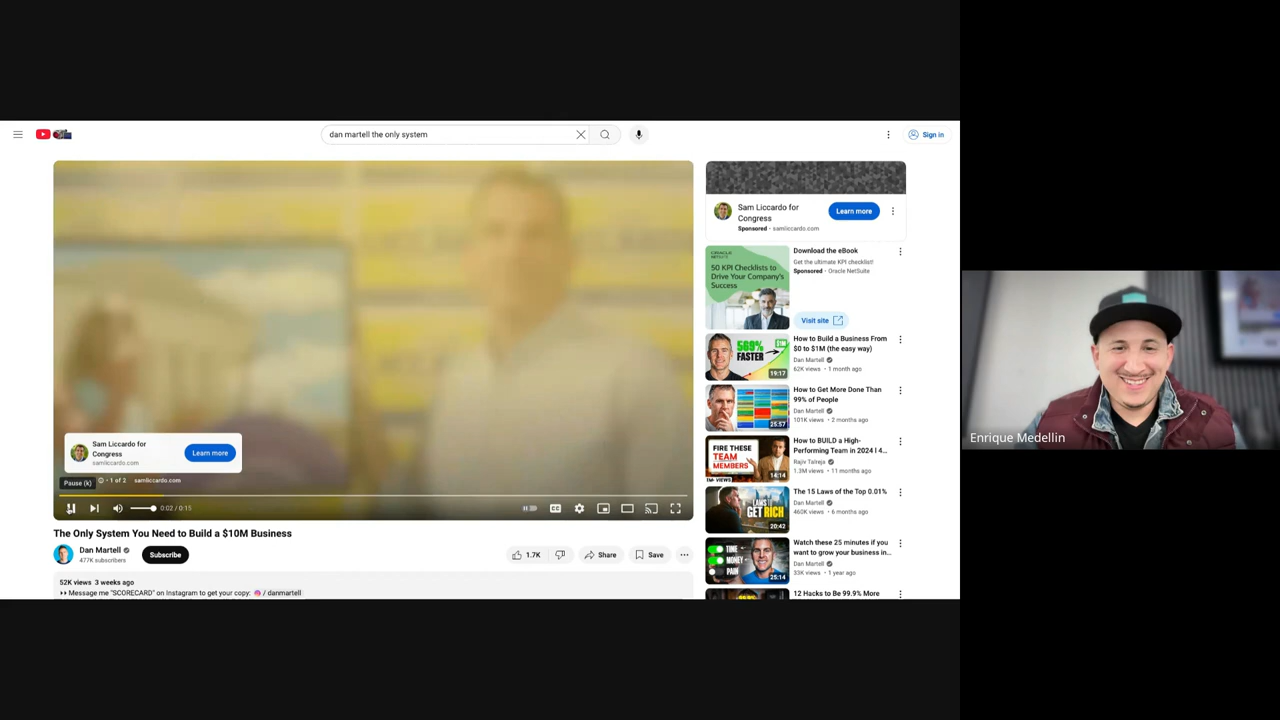 dan martell the only system
Sign in
Sam Liccardo for
Congress
samliccardo.com
Learn more
Pause (k)
1 of 2
samliccardo.com
0:02 / 0:15
The Only System You Need to Build a $10M Business
Dan Martell
477K subscribers
Subscribe
1.7K
Share
Save
52K views 3 weeks ago
Message me "SCORECARD" on Instagram to get your copy: / danmartell
Sam Liccardo for
Congress
Sponsored · samliccardo.com
Learn more
ORACLE
NETSUITE
50 KPI Checklists to
Drive Your Company's
Success
Download the eBook
Get the ultimate KPI checklist!
Sponsored · Oracle NetSuite
Visit site
569%
FASTER
$1M
19:17
How to Build a Business From
$0 to $1M (the easy way)
Dan Martell
62K views · 1 month ago
25:57
How to Get More Done Than
99% of People
Dan Martell
101K views · 2 months ago
FIRE THESE
TEAM
MEMBERS
1M+ VIEWS
14:14
How to BUILD a High-
Performing Team in 2024 I 4...
Rajiv Talreja
1.3M views · 11 months ago
LAWS
GET RICH
20:42
The 15 Laws of the Top 0.01%
Dan Martell
460K views · 6 months ago
TIME
MONEY
PAIN
25:14
Watch these 25 minutes if you
want to grow your business in...
Dan Martell
33K views · 1 year ago
12 Hacks to Be 99.9% More
Enrique Medellin